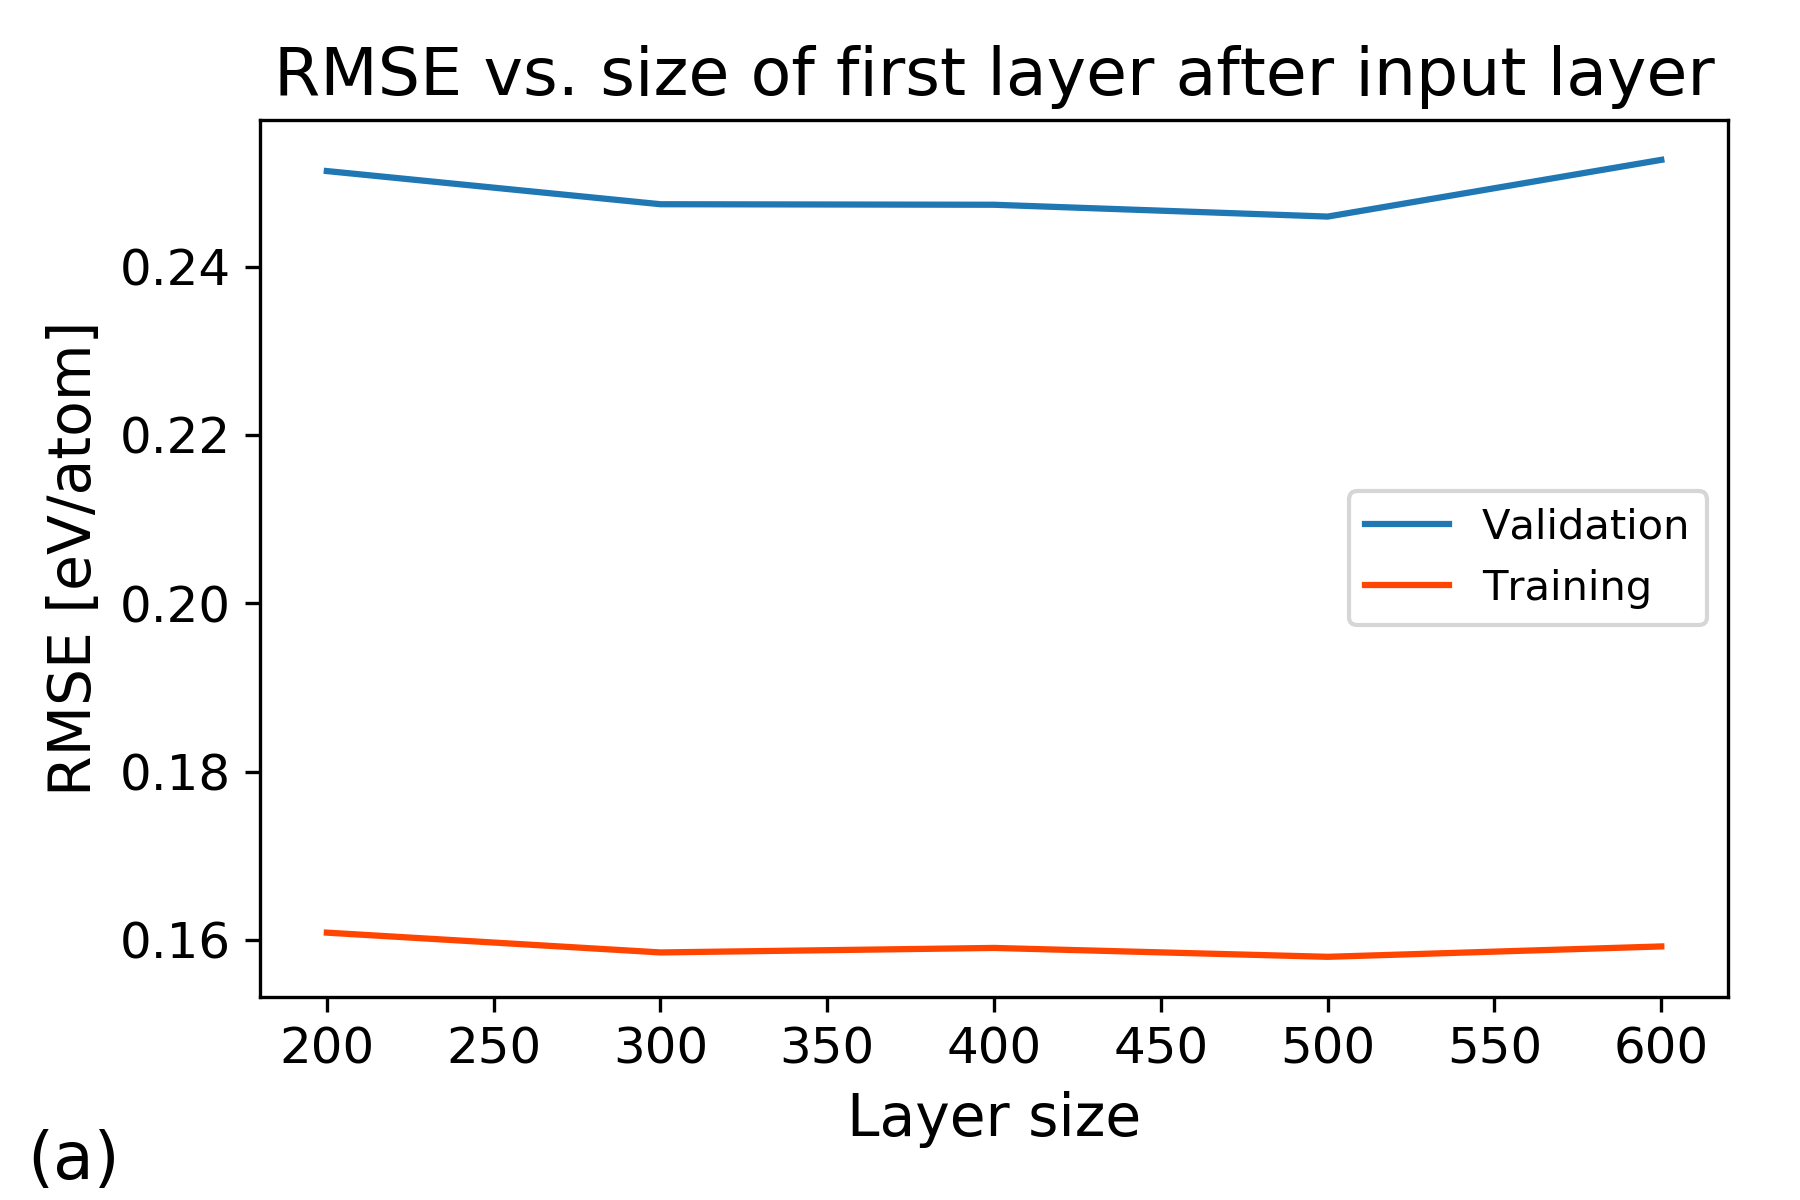 RMSE vs. size of first layer after input layer
0.24
0.22
0.20
0.18
0.16
RMSE [eV/atom]
Validation
Training
200 250 300 350 400 450 500 550 600
Layer size
(a)